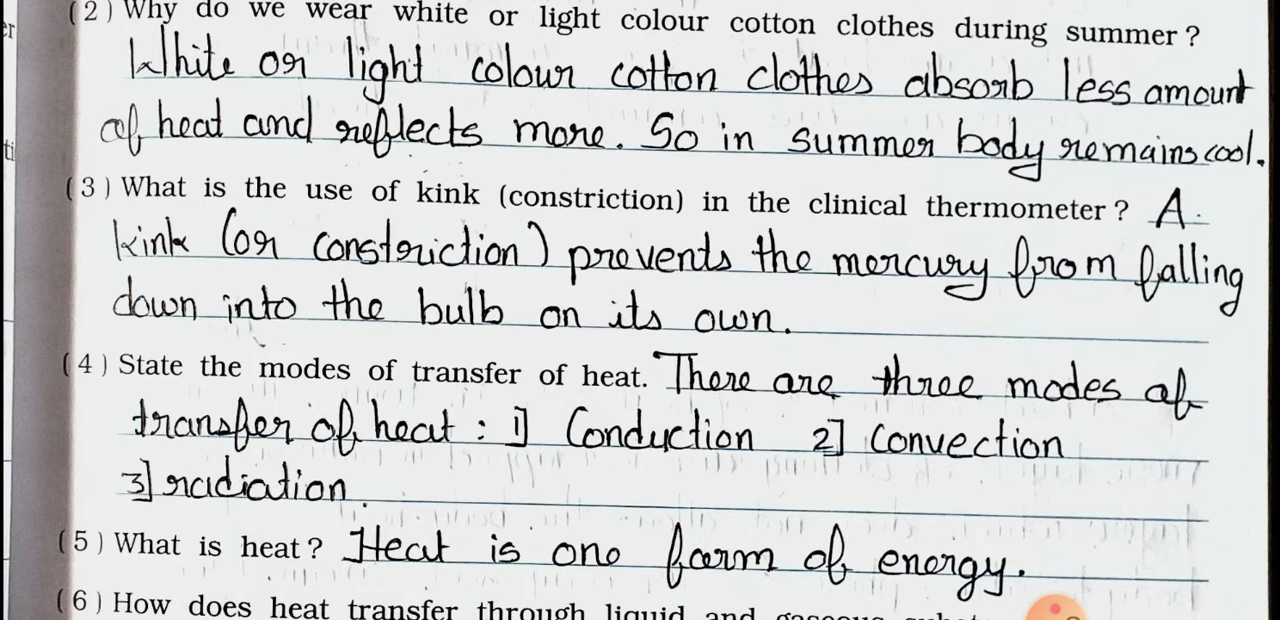 (2) Why do we wear white or light colour cotton clothes during summer?
White or light colour cotton clothes absorb less amount
of heat and reflects more. So in summer body remains cool.
(3) What is the use of kink (constriction) in the clinical thermometer? A
kink (or constriction) prevents the mercury from falling
down into the bulb on its own.
(4) State the modes of transfer of heat. There are three modes of
transfer of heat : 1] Conduction 2] convection
3] radiation.
(5) What is heat? Heat is one form of energy.
(6) How does heat transfer through liquid and gaseous